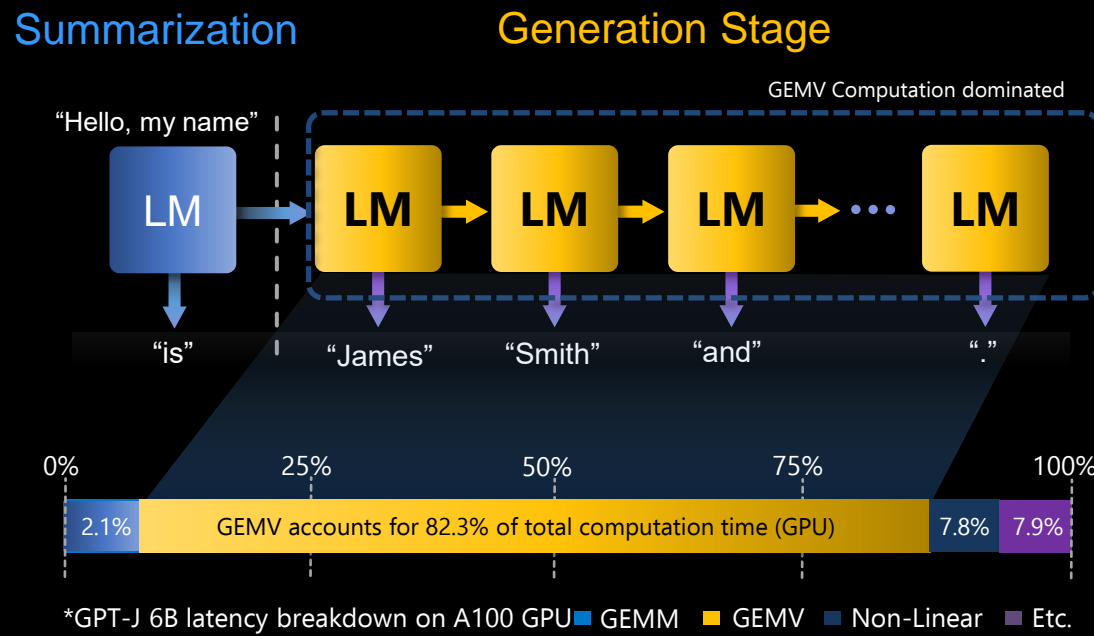 Summarization
Generation Stage
GEMV Computation dominated
“Hello, my name”
LM
LM
LM
LM
LM
“is”
“James”
“Smith”
“and”
“.”
0%
25%
50%
75%
100%
2.1%
GEMV accounts for 82.3% of total computation time (GPU)
7.8%
7.9%
*GPT-J 6B latency breakdown on A100 GPU
GEMM
GEMV
Non-Linear
Etc.